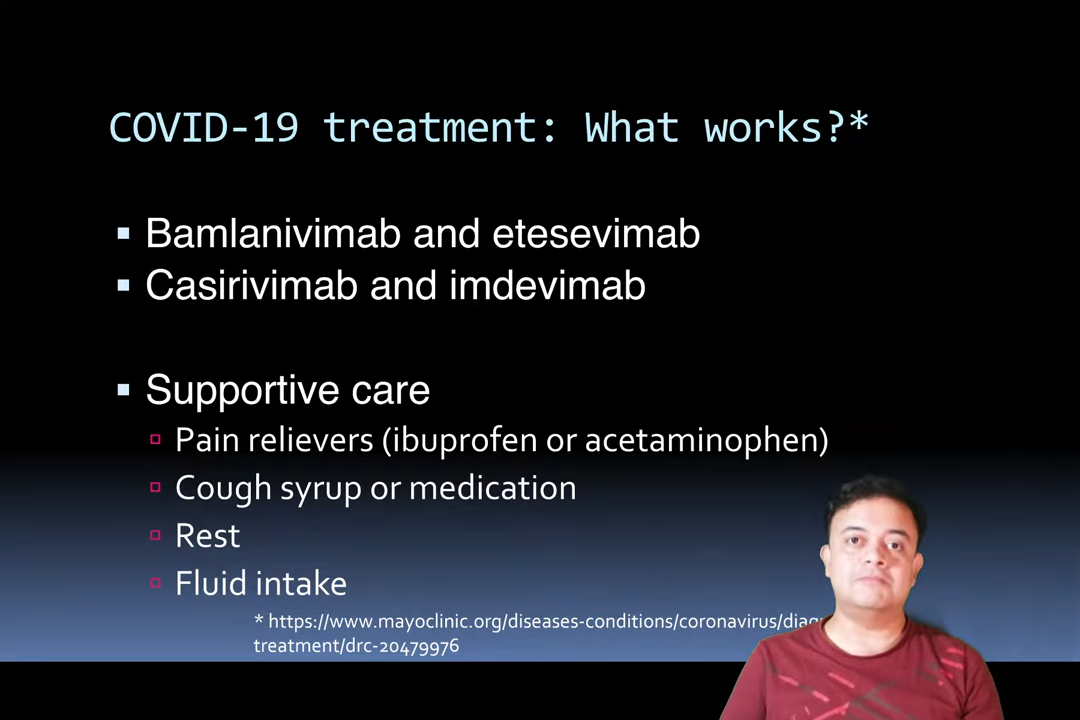 COVID-19 treatment: What works?*
Bamlanivimab and etesevimab
Casirivimab and imdevimab
Supportive care
Pain relievers (ibuprofen or acetaminophen)
Cough syrup or medication
Rest
Fluid intake
* https://www.mayoclinic.org/diseases-conditions/coronavirus/
treatment/drc-20479976